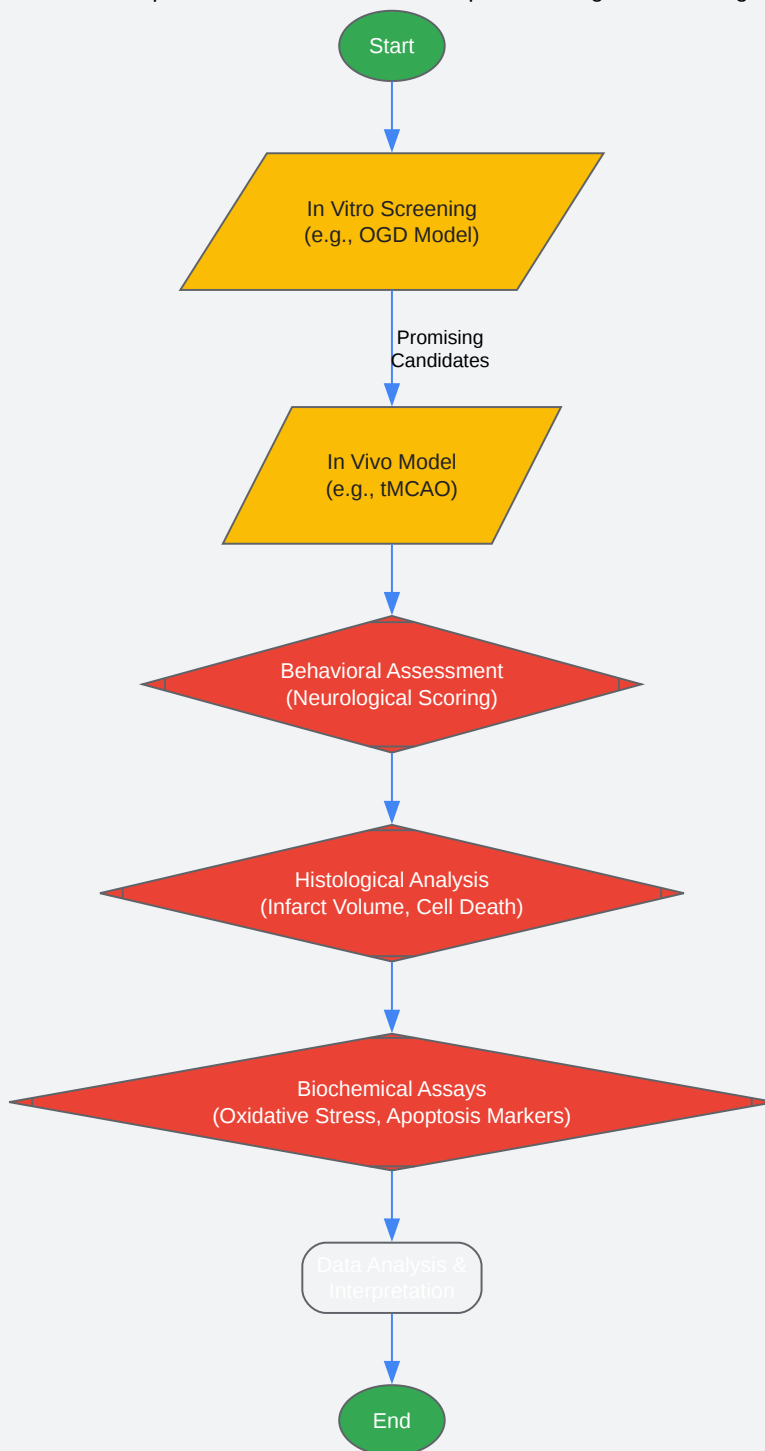 Start
In Vitro Screening
(e.g., OGD Model)
Promising
Candidates
In Vivo Model
(e.g., tMCAO)
Behavioral Assessment
(Neurological Scoring)
Histological Analysis
(Infarct Volume, Cell Death)
Biochemical Assays
(Oxidative Stress, Apoptosis Markers)
Data Analysis &
Interpretation
End